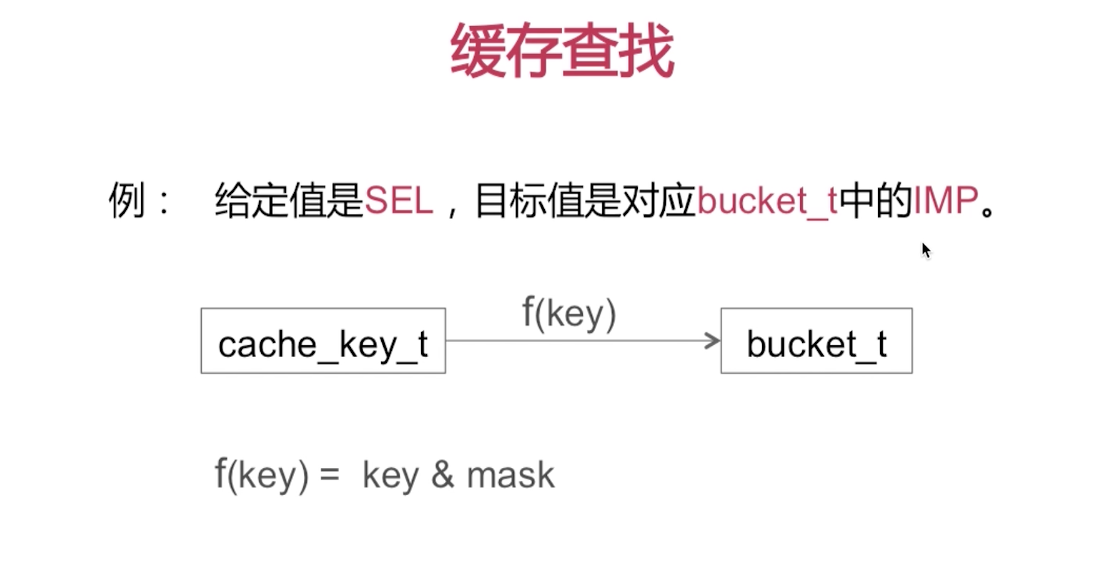 缓存查找
例： 给定值是SEL，目标值是对应bucket_t中的IMP。
f(key)
cache_key_t
bucket_t
f(key) = key & mask